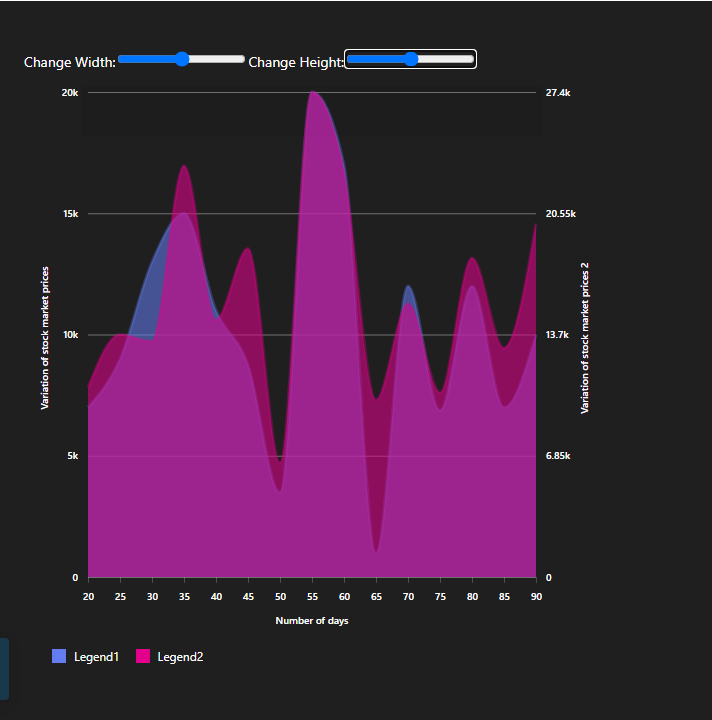 Change Width: Change Height:
20k
27.4k
15k
20.55k
Variation of stock market prices
Variation of stock market prices 2
10k
13.7k
5k
6.85k
0
0
20 25 30 35 40 45 50 55 60 65 70 75 80 85 90
Number of days
Legend1 Legend2